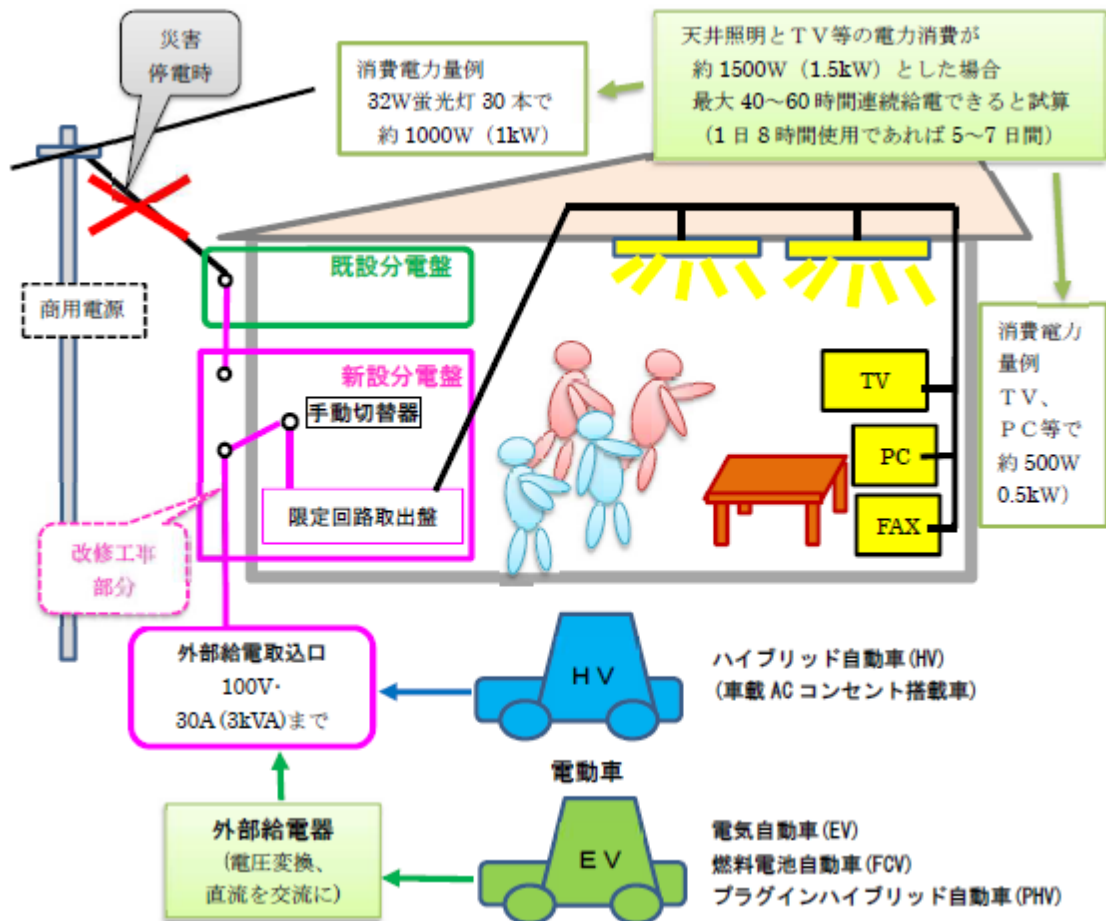 災害
停電時
消費電力量例
32W蛍光灯 30 本で
約 1000W（1kW）
天井照明とＴＶ等の電力消費が
約 1500W（1.5kW）とした場合
最大 40～60 時間連続給電できると試算
（1 日 8 時間使用であれば 5～7 日間）
商用電源
既設分電盤
新設分電盤
手動切替器
限定回路取出盤
改修工事
部分
TV
PC
FAX
消費電力
量例
ＴＶ、
ＰＣ等で
約 500W
0.5kW）
外部給電取込口
100V･
30A (3kVA)まで
ＨＶ
ハイブリッド自動車(HV)
(車載 AC コンセント搭載車)
電動車
外部給電器
(電圧変換、
直流を交流に)
ＥＶ
電気自動車(EV)
燃料電池自動車(FCV)
プラグインハイブリッド自動車(PHV)